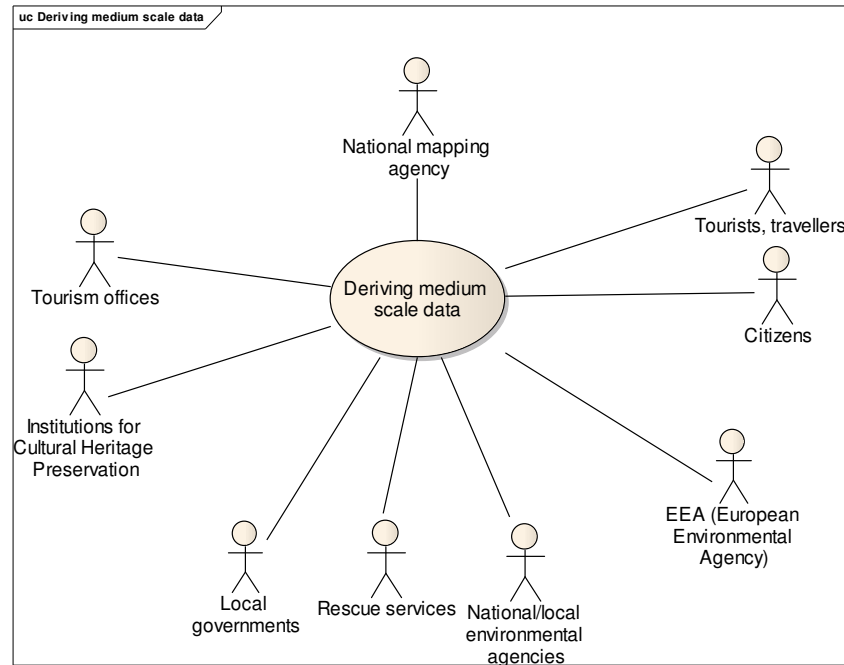 uc Deriving medium scale data
National mapping
agency
Tourists, travellers
Tourism offices
Deriving medium
scale data
Citizens
Institutions for
Cultural Heritage
Preservation
EEA (European
Environmental
Agency)
Local
governments
Rescue services
National/local
environmental
agencies